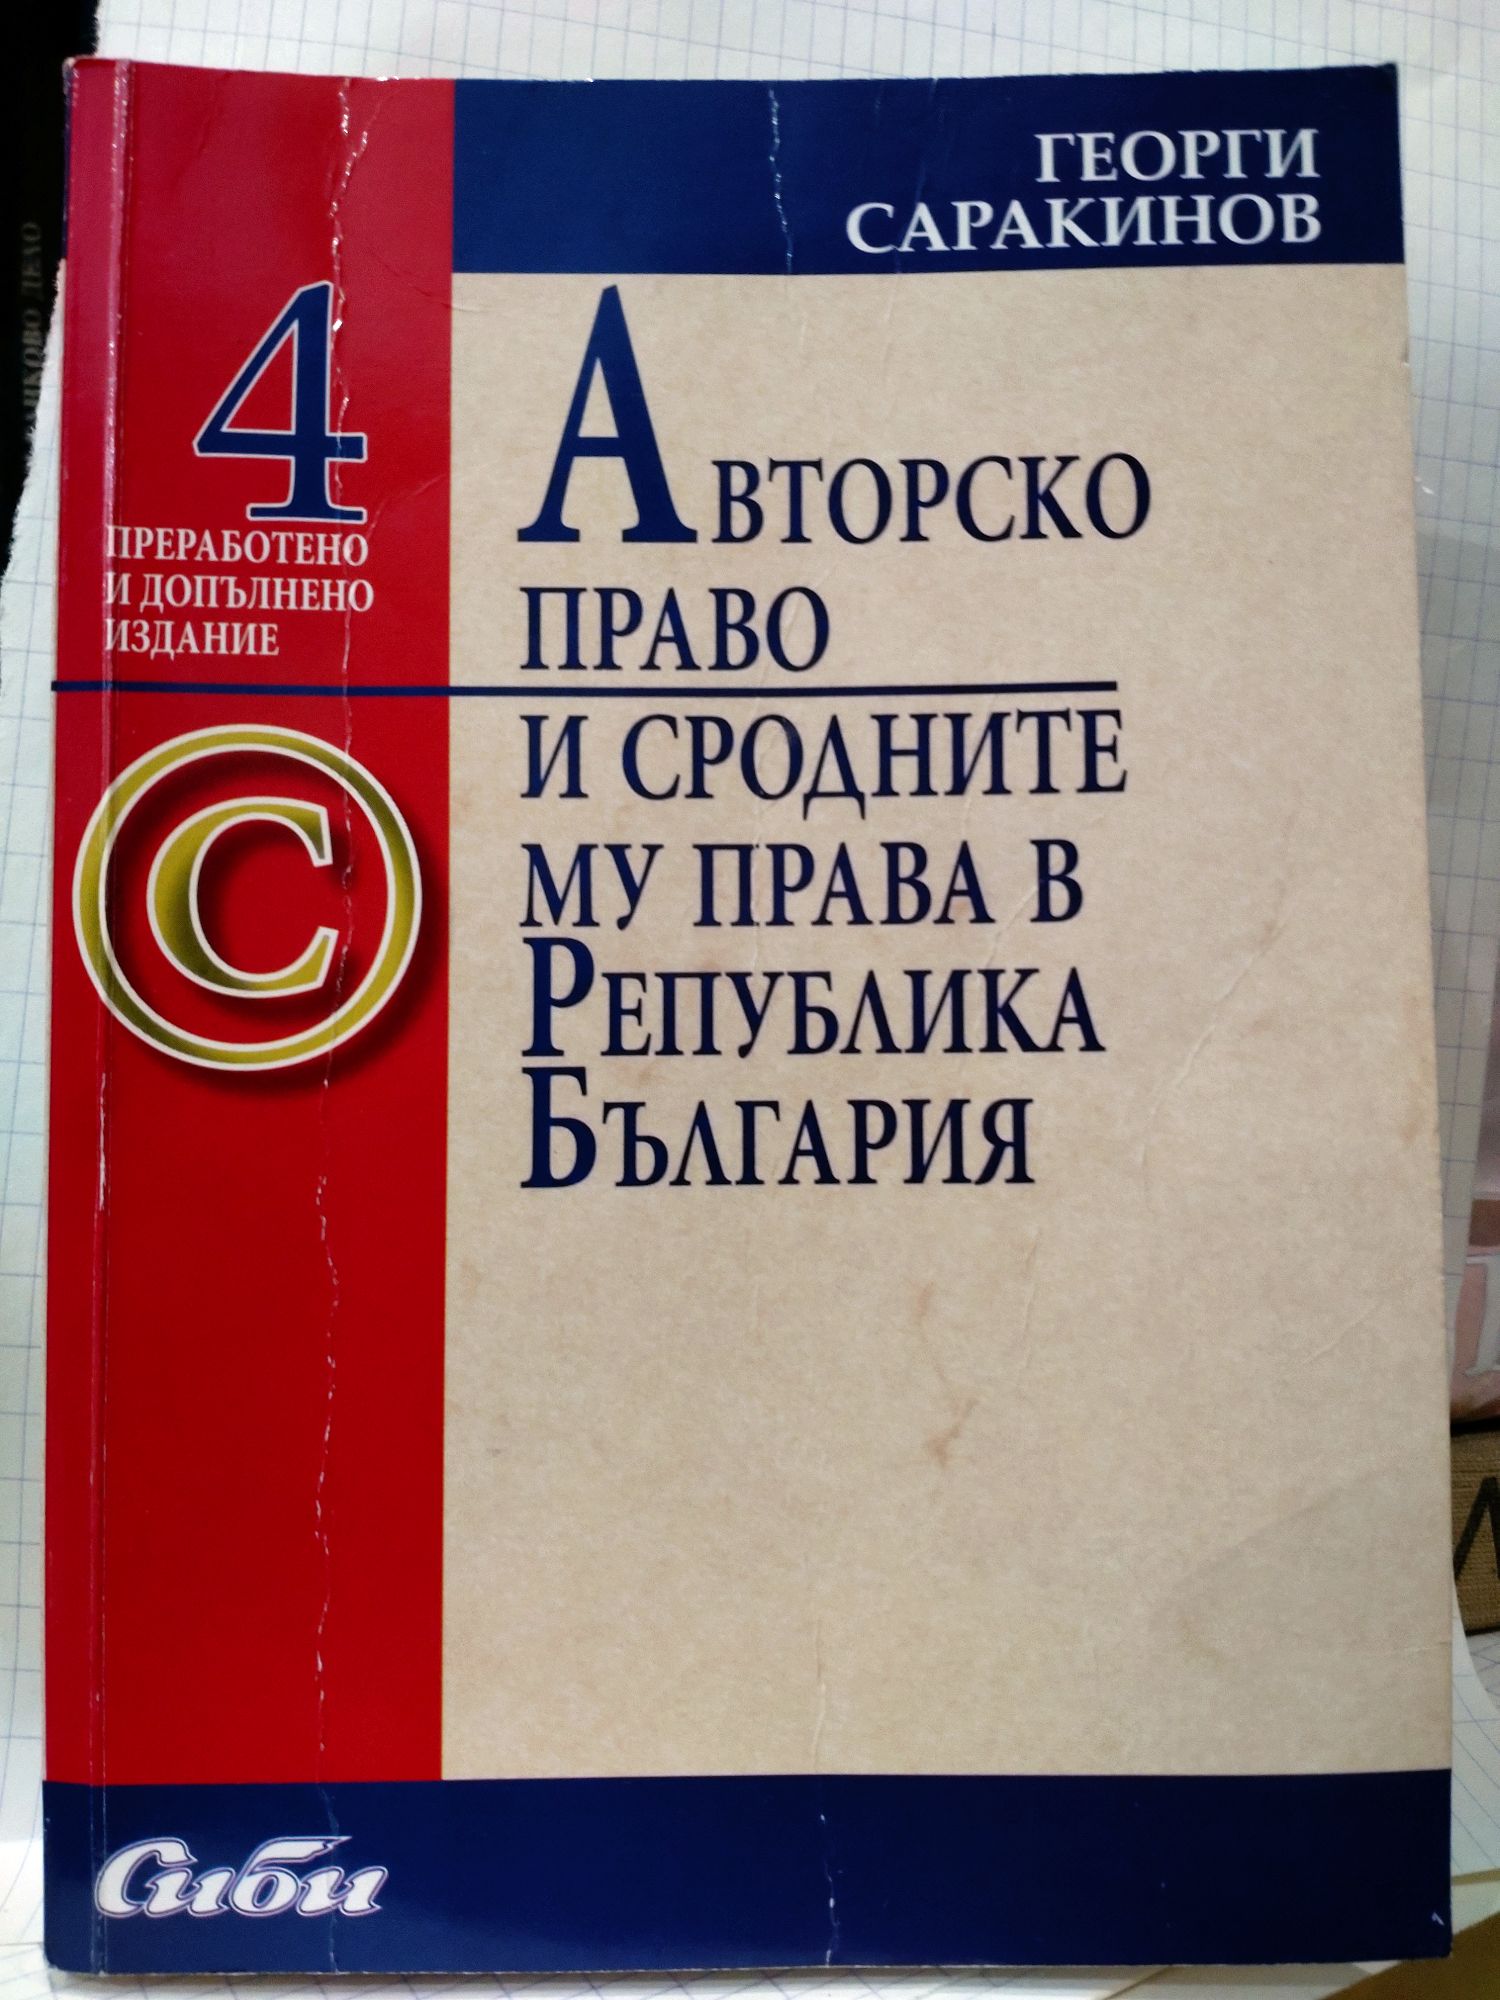 ГЕОРГИ
САРАКИНОВ
4
ПРЕРАБОТЕНО
И ДОПЪЛНЕНО
ИЗДАНИЕ
АВТОРСКО
ПРАВО
И СРОДНИТЕ
МУ ПРАВА В
РЕПУБЛИКА
БЪЛГАРИЯ
©
Сиби